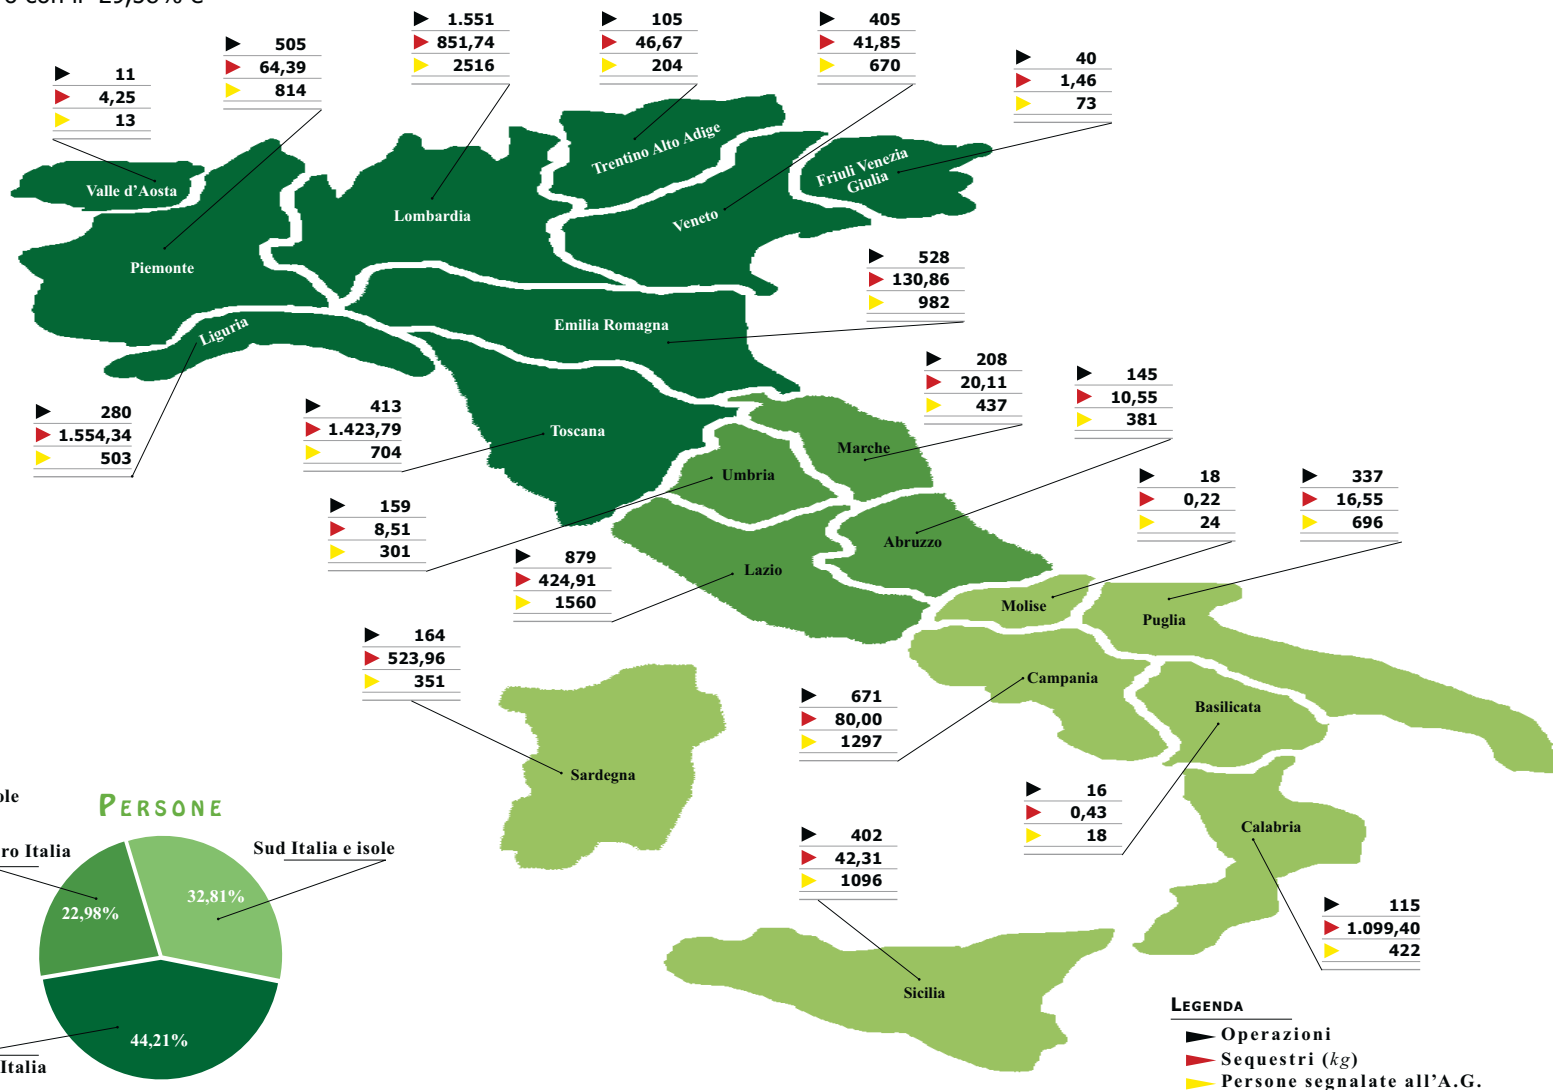 1.551
851,74
2516
105
46,67
204
405
41,85
670
505
64,39
814
40
1,46
73
11
4,25
13
Trentino Alto Adige
Friuli Venezia
Giulia
Valle d'Aosta
Lombardia
Veneto
Piemonte
528
130,86
982
Liguria
Emilia Romagna
208
20,11
437
145
10,55
381
280
1.554,34
503
413
1.423,79
704
Toscana
Marche
Umbria
18
0,22
24
337
16,55
696
159
8,51
301
Abruzzo
879
424,91
1560
Lazio
Molise
Puglia
164
523,96
351
Campania
671
80,00
1297
Basilicata
Sardegna
16
0,43
18
Persone
Sud Italia e isole
32,81%
22,98%
44,21%
Italia
Calabria
402
42,31
1096
115
1.099,40
422
Sicilia
Legenda
Operazioni
Sequestri (kg)
Persone segnalate all'A.G.